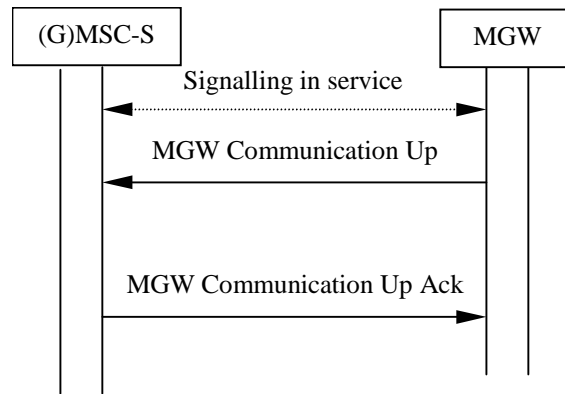 (G)MSC-S
MGW
Signalling in service
MGW Communication Up
MGW Communication Up Ack